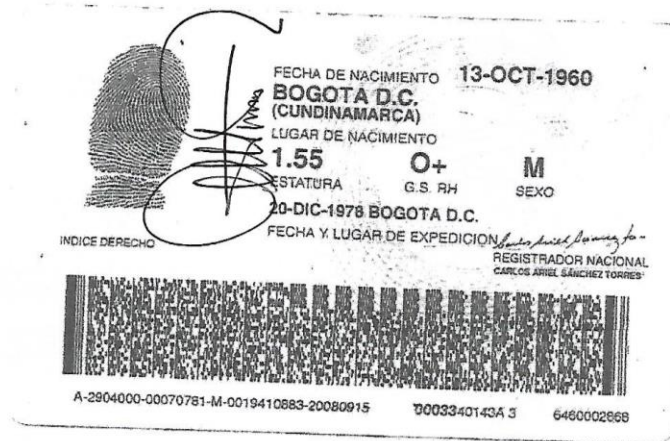 FECHA DE NACIMIENTO 13-OCT-1960
BOGOTA D.C.
(CUNDINAMARCA)
LUGAR DE NACIMIENTO
1.55 O+ M
ESTATURA G.S. RH SEXO
20-DIC-1978 BOGOTA D.C.
FECHA Y LUGAR DE EXPEDICION
INDICE DERECHO
REGISTRADOR NACIONAL
CARLOS ARIEL SÁNCHEZ TORRES
A-2904000-00070781-M-0019410883-20080915 0003340143A 3 6460002868